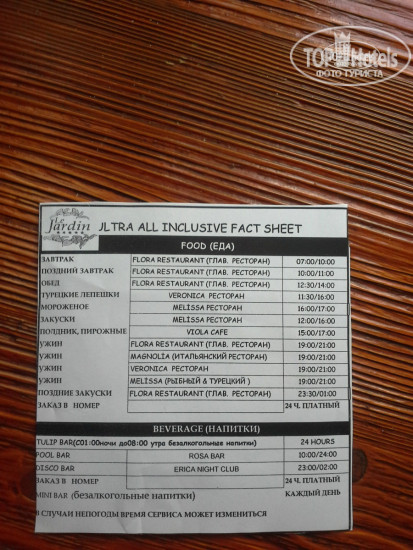 TOP Hotels
ФОТО ТУРИСТА
Le Jardin
ULTRA ALL INCLUSIVE FACT SHEET
FOOD (ЕДА)
ЗАВТРАК FLORA RESTAURANT (ГЛАВ. РЕСТОРАН) 07:00/10:00
ПОЗДНИЙ ЗАВТРАК FLORA RESTAURANT (ГЛАВ. РЕСТОРАН) 10:00/11:00
ОБЕД FLORA RESTAURANT (ГЛАВ. РЕСТОРАН) 12:30/14:00
ТУРЕЦКИЕ ЛЕПЕШКИ VERONICA РЕСТОРАН 11:30/16:00
МОРОЖЕНОЕ MELİSSA РЕСТОРАН 16:00/17:00
ЗАКУСКИ MELİSSA РЕСТОРАН 12:00/16:00
ПОЛДНИК, ПИРОЖНЫЕ VIOLA CAFE 15:00/17:00
УЖИН FLORA RESTAURANT (ГЛАВ. РЕСТОРАН) 19:00/21:00
УЖИН MAGNOLİA (ИТАЛЬЯНСКИЙ РЕСТОРАН) 19:00/21:00
УЖИН VERONICA РЕСТОРАН 19:00/21:00
УЖИН MELİSSA (РЫБНЫЙ & ТУРЕЦКИЙ ) 19:00/21:00
ПОЗДНИЕ ЗАКУСКИ FLORA RESTAURANT (ГЛАВ. РЕСТОРАН) 23:30/01:00
ЗАКАЗ В НОМЕР 24 Ч. ПЛАТНЫЙ
BEVERAGE (НАПИТКИ)
TULIP BAR(С01:00ночи до08:00 утра безалкогольные напитки) 24 HOURS
POOL BAR ROSA BAR 10:00/24:00
DISCO BAR ERICA NIGHT CLUB 23:00/02:00
ЗАКАЗ В НОМЕР 24 Ч. ПЛАТНЫЙ
MINI BAR (безалкогольные напитки) КАЖДЫЙ ДЕНЬ
В СЛУЧАИ НЕПОГОДЫ ВРЕМЯ СЕРВИСА МОЖЕТ ИЗМЕНИТЬСЯ